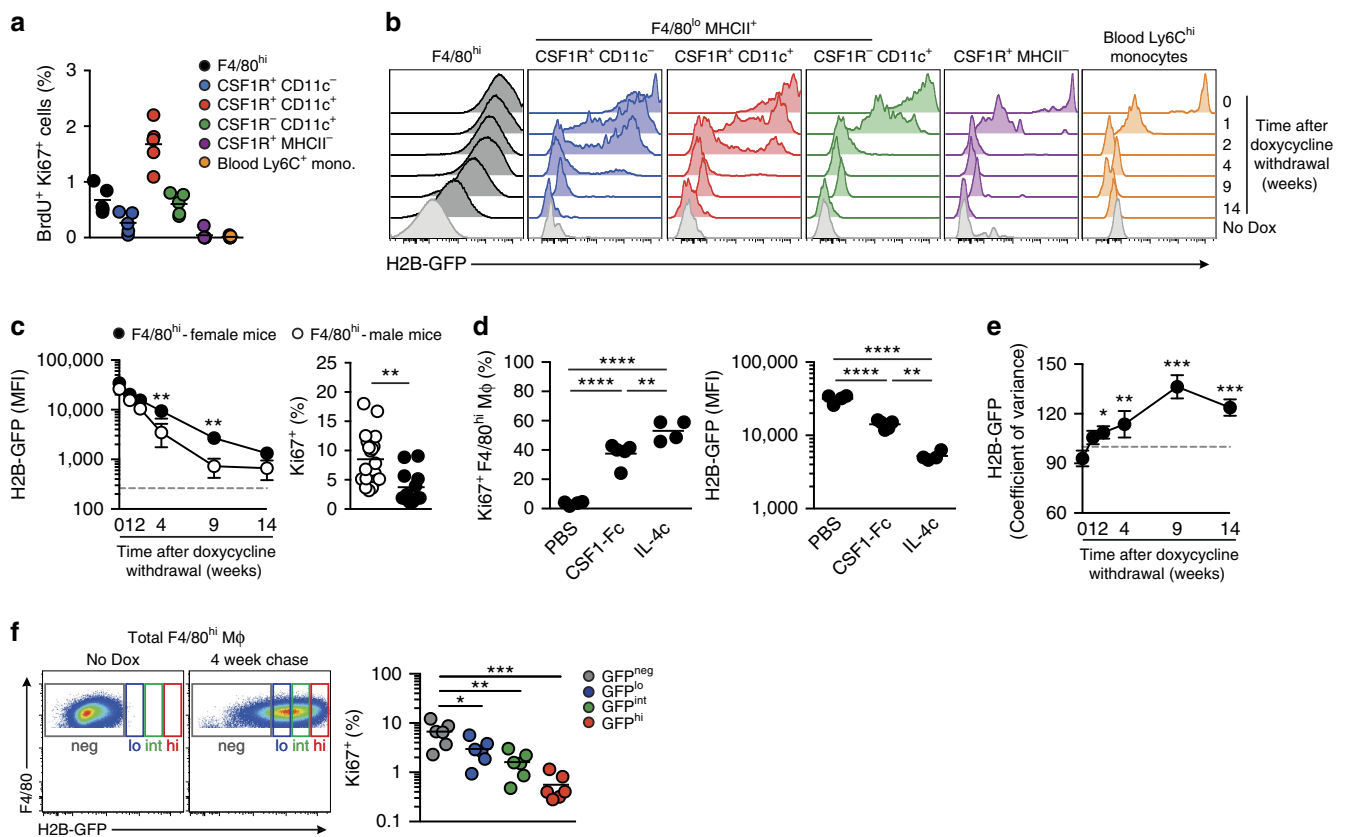 a
BrdU⁺ Ki67⁺ cells (%)
3
2
1
0
F4/80ʰⁱ
CSF1R⁺ CD11c⁻
CSF1R⁺ CD11c⁺
CSF1R⁻ CD11c⁺
CSF1R⁺ MHCII⁻
Blood Ly6C⁺ mono.
b
F4/80ˡᵒ MHCII⁺
F4/80ʰⁱ
CSF1R⁺ CD11c⁻
CSF1R⁺ CD11c⁺
CSF1R⁻ CD11c⁺
CSF1R⁺ MHCII⁻
Blood Ly6Cʰⁱ
monocytes
0
1
2
4
9
14
No Dox
Time after
doxycycline
withdrawal
(weeks)
H2B-GFP
c
F4/80ʰⁱ - female mice
F4/80ʰⁱ - male mice
H2B-GFP (MFI)
100,000
10,000
1,000
100
** **
012 4 9 14
Time after doxycycline
withdrawal (weeks)
Ki67⁺ (%)
25
20
15
10
5
0
**
d
Ki67⁺ F4/80ʰⁱ Mϕ (%)
100
80
60
40
20
0
****
**** **
PBS
CSF1-Fc
IL-4c
H2B-GFP (MFI)
100,000
10,000
1,000
****
**** **
PBS
CSF1-Fc
IL-4c
e
H2B-GFP
(Coefficient of variance)
150
120
90
60
* ** *** ***
012 4 9 14
Time after doxycycline
withdrawal (weeks)
f
Total F4/80ʰⁱ Mϕ
No Dox
4 week chase
neg lo int hi
neg lo int hi
F4/80
H2B-GFP
Ki67⁺ (%)
100
10
1
0.1
***
**
*
GFPⁿᵉᵍ
GFPˡᵒ
GFPⁱⁿᵗ
GFPʰⁱ